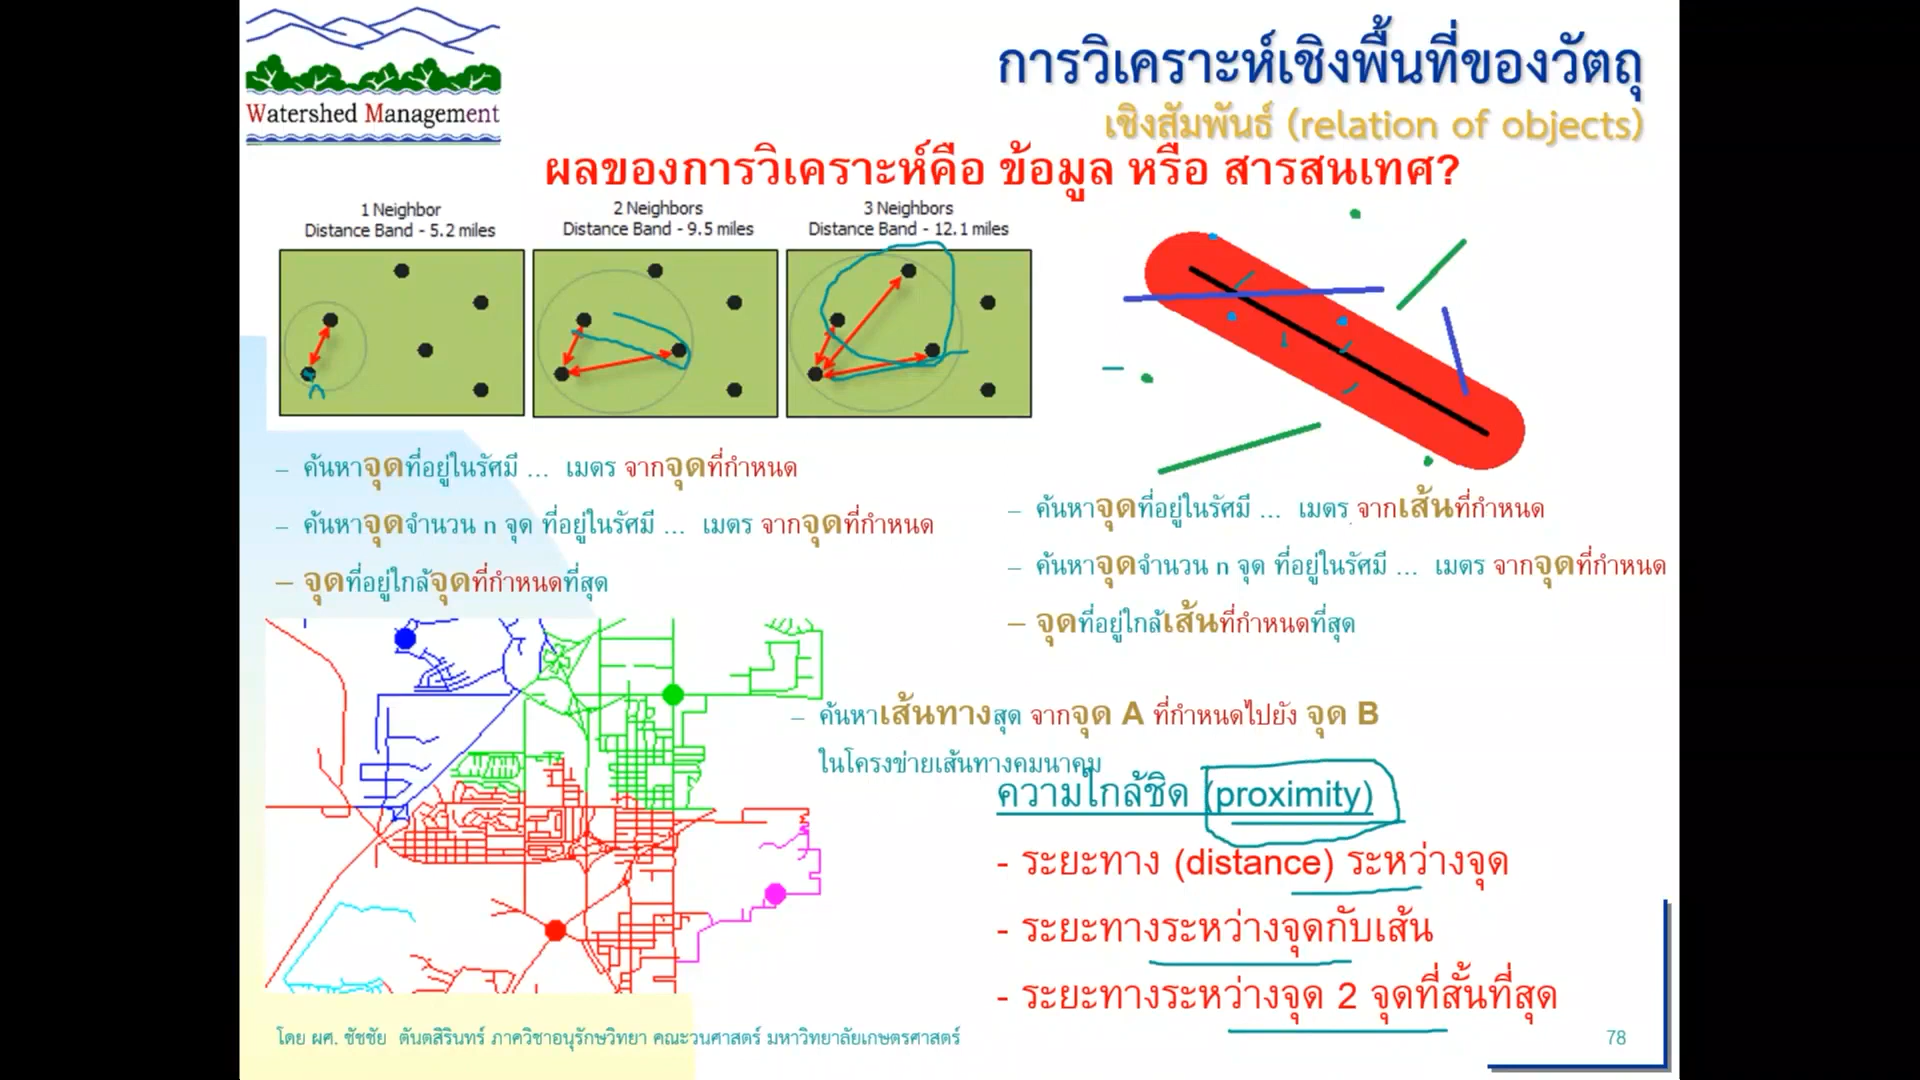 Watershed Management
การวิเคราะห์เชิงพื้นที่ของวัตถุ
เชิงสัมพันธ์ (relation of objects)
ผลของการวิเคราะห์คือ ข้อมูล หรือ สารสนเทศ?
1 Neighbor
Distance Band - 5.2 miles
2 Neighbors
Distance Band - 9.5 miles
3 Neighbors
Distance Band - 12.1 miles
– ค้นหาจุดที่อยู่ในรัศมี ... เมตร จากจุดที่กำหนด
– ค้นหาจุดจำนวน n จุด ที่อยู่ในรัศมี ... เมตร จากจุดที่กำหนด
– จุดที่อยู่ใกล้จุดที่กำหนดที่สุด
– ค้นหาจุดที่อยู่ในรัศมี ... เมตร จากเส้นที่กำหนด
– ค้นหาจุดจำนวน n จุด ที่อยู่ในรัศมี ... เมตร จากจุดที่กำหนด
– จุดที่อยู่ใกล้เส้นที่กำหนดที่สุด
– ค้นหาเส้นทางสุด จากจุด A ที่กำหนดไปยัง จุด B
ในโครงข่ายเส้นทางคมนาคม
ความใกล้ชิด (proximity)
- ระยะทาง (distance) ระหว่างจุด
- ระยะทางระหว่างจุดกับเส้น
- ระยะทางระหว่างจุด 2 จุดที่สั้นที่สุด
โดย ผศ. ชัชชัย ตันตสิรินทร์ ภาควิชาอนุรักษวิทยา คณะวนศาสตร์ มหาวิทยาลัยเกษตรศาสตร์
78